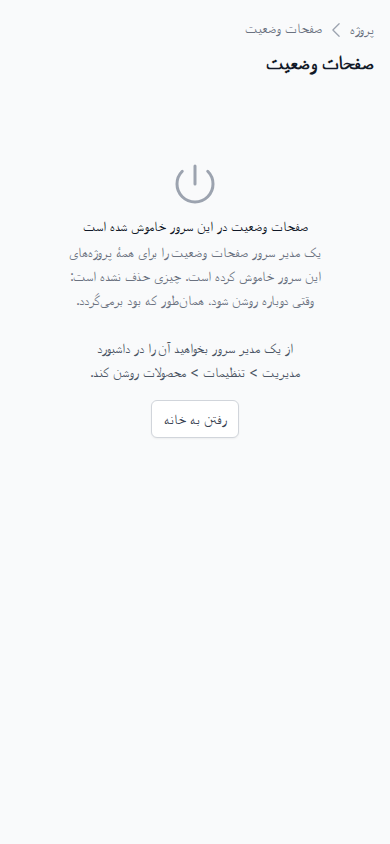 پروژه > صفحات وضعیت
صفحات وضعیت
صفحات وضعیت در این سرور خاموش شده است
یک مدیر سرور صفحات وضعیت را برای همهٔ پروژه‌های
این سرور خاموش کرده است. چیزی حذف نشده است:
وقتی دوباره روشن شود، همان‌طور که بود برمی‌گردد.
از یک مدیر سرور بخواهید آن را در داشبورد
مدیریت > تنظیمات > محصولات روشن کند.
رفتن به خانه